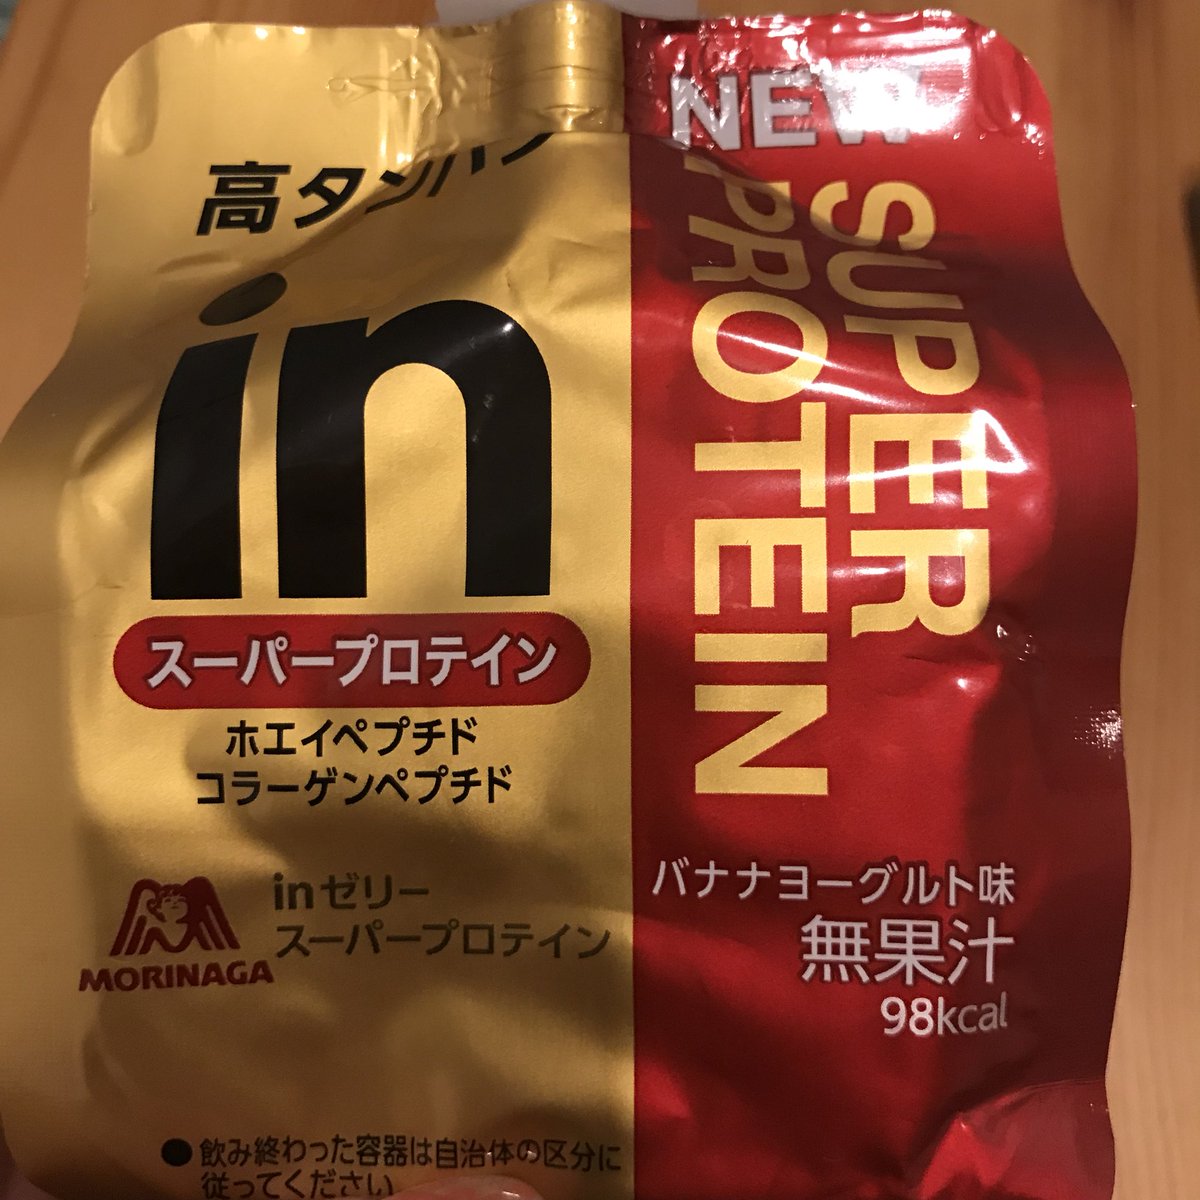 高タンパ
in
スーパープロテイン
ホエイペプチド
コラーゲンペプチド
MORINAGA
inゼリー
スーパープロテイン
●飲み終わった容器は自治体の区分に
従ってください
NEW
SUPER
PROTEIN
バナナヨーグルト味
無果汁
98kcal